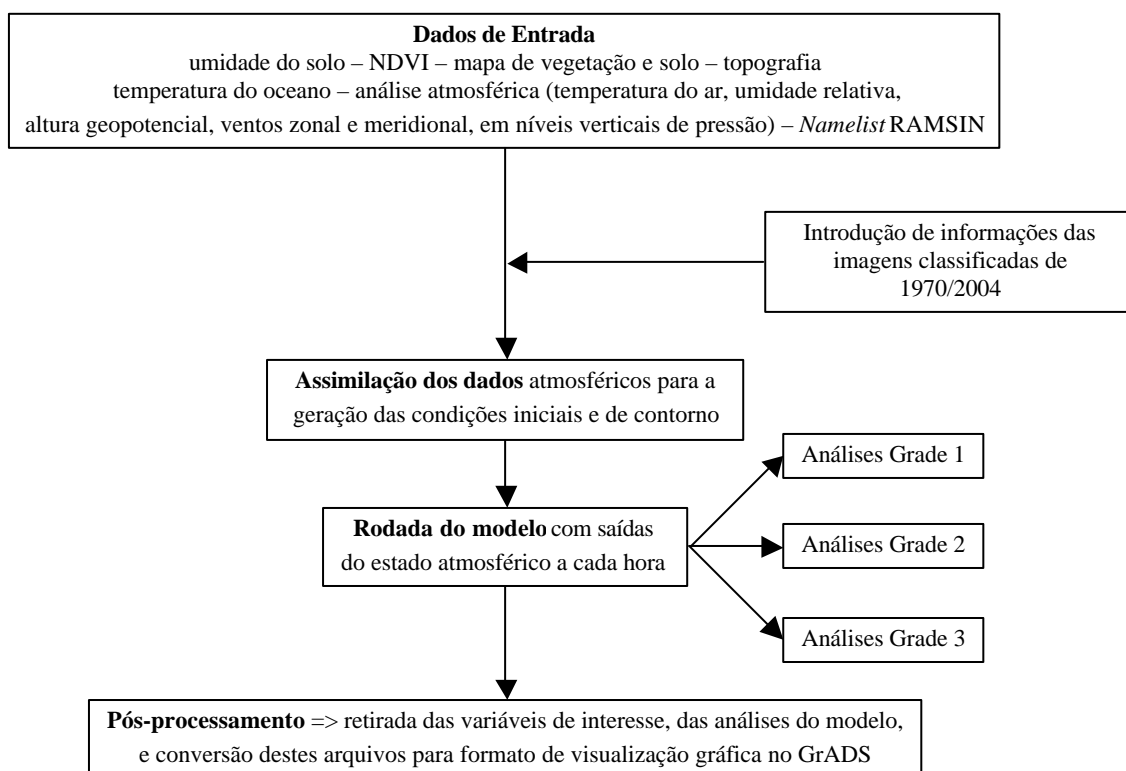 Dados de Entrada
umidade do solo – NDVI – mapa de vegetação e solo – topografia
temperatura do oceano – análise atmosférica (temperatura do ar, umidade relativa,
altura geopotencial, ventos zonal e meridional, em níveis verticais de pressão) – Namelist RAMSIN
Introdução de informações das
imagens classificadas de
1970/2004
Assimilação dos dados atmosféricos para a
geração das condições iniciais e de contorno
Análises Grade 1
Rodada do modelo com saídas
do estado atmosférico a cada hora
Análises Grade 2
Análises Grade 3
Pós-processamento => retirada das variáveis de interesse, das análises do modelo,
e conversão destes arquivos para formato de visualização gráfica no GrADS